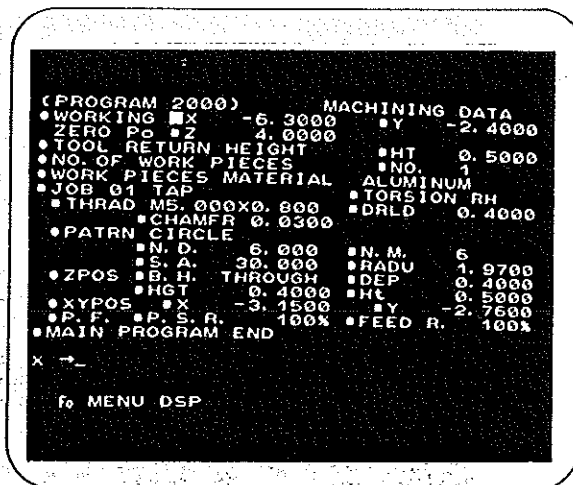 (PROGRAM 2000) MACHINING DATA
●WORKING ■X -6.3000 ■Y -2.4000
ZERO Po ■Z 4.0000
●TOOL RETURN HEIGHT ■HT 0.5000
●NO. OF WORK PIECES ■NO. 1
●WORK PIECES MATERIAL ALUMINUM
■JOB 01 TAP ■TORSION RH
■THRAD M5.000X0.800 ■DRLD 0.4000
■CHAMFR 0.0300
●PATRN CIRCLE
■N. D. 6.000 ■N. M. 6
■S. A. 30.000 ■RADU 1.9700
●ZPOS ■B. H. THROUGH ■DEP 0.4000
■HGT 0.4000 ■Ht 0.5000
●XYPOS ■X -3.1500 ■Y -2.7600
■P. F. ■P. S. R. 100% ■FEED R. 100%
■MAIN PROGRAM END
X →_
fo MENU DSP